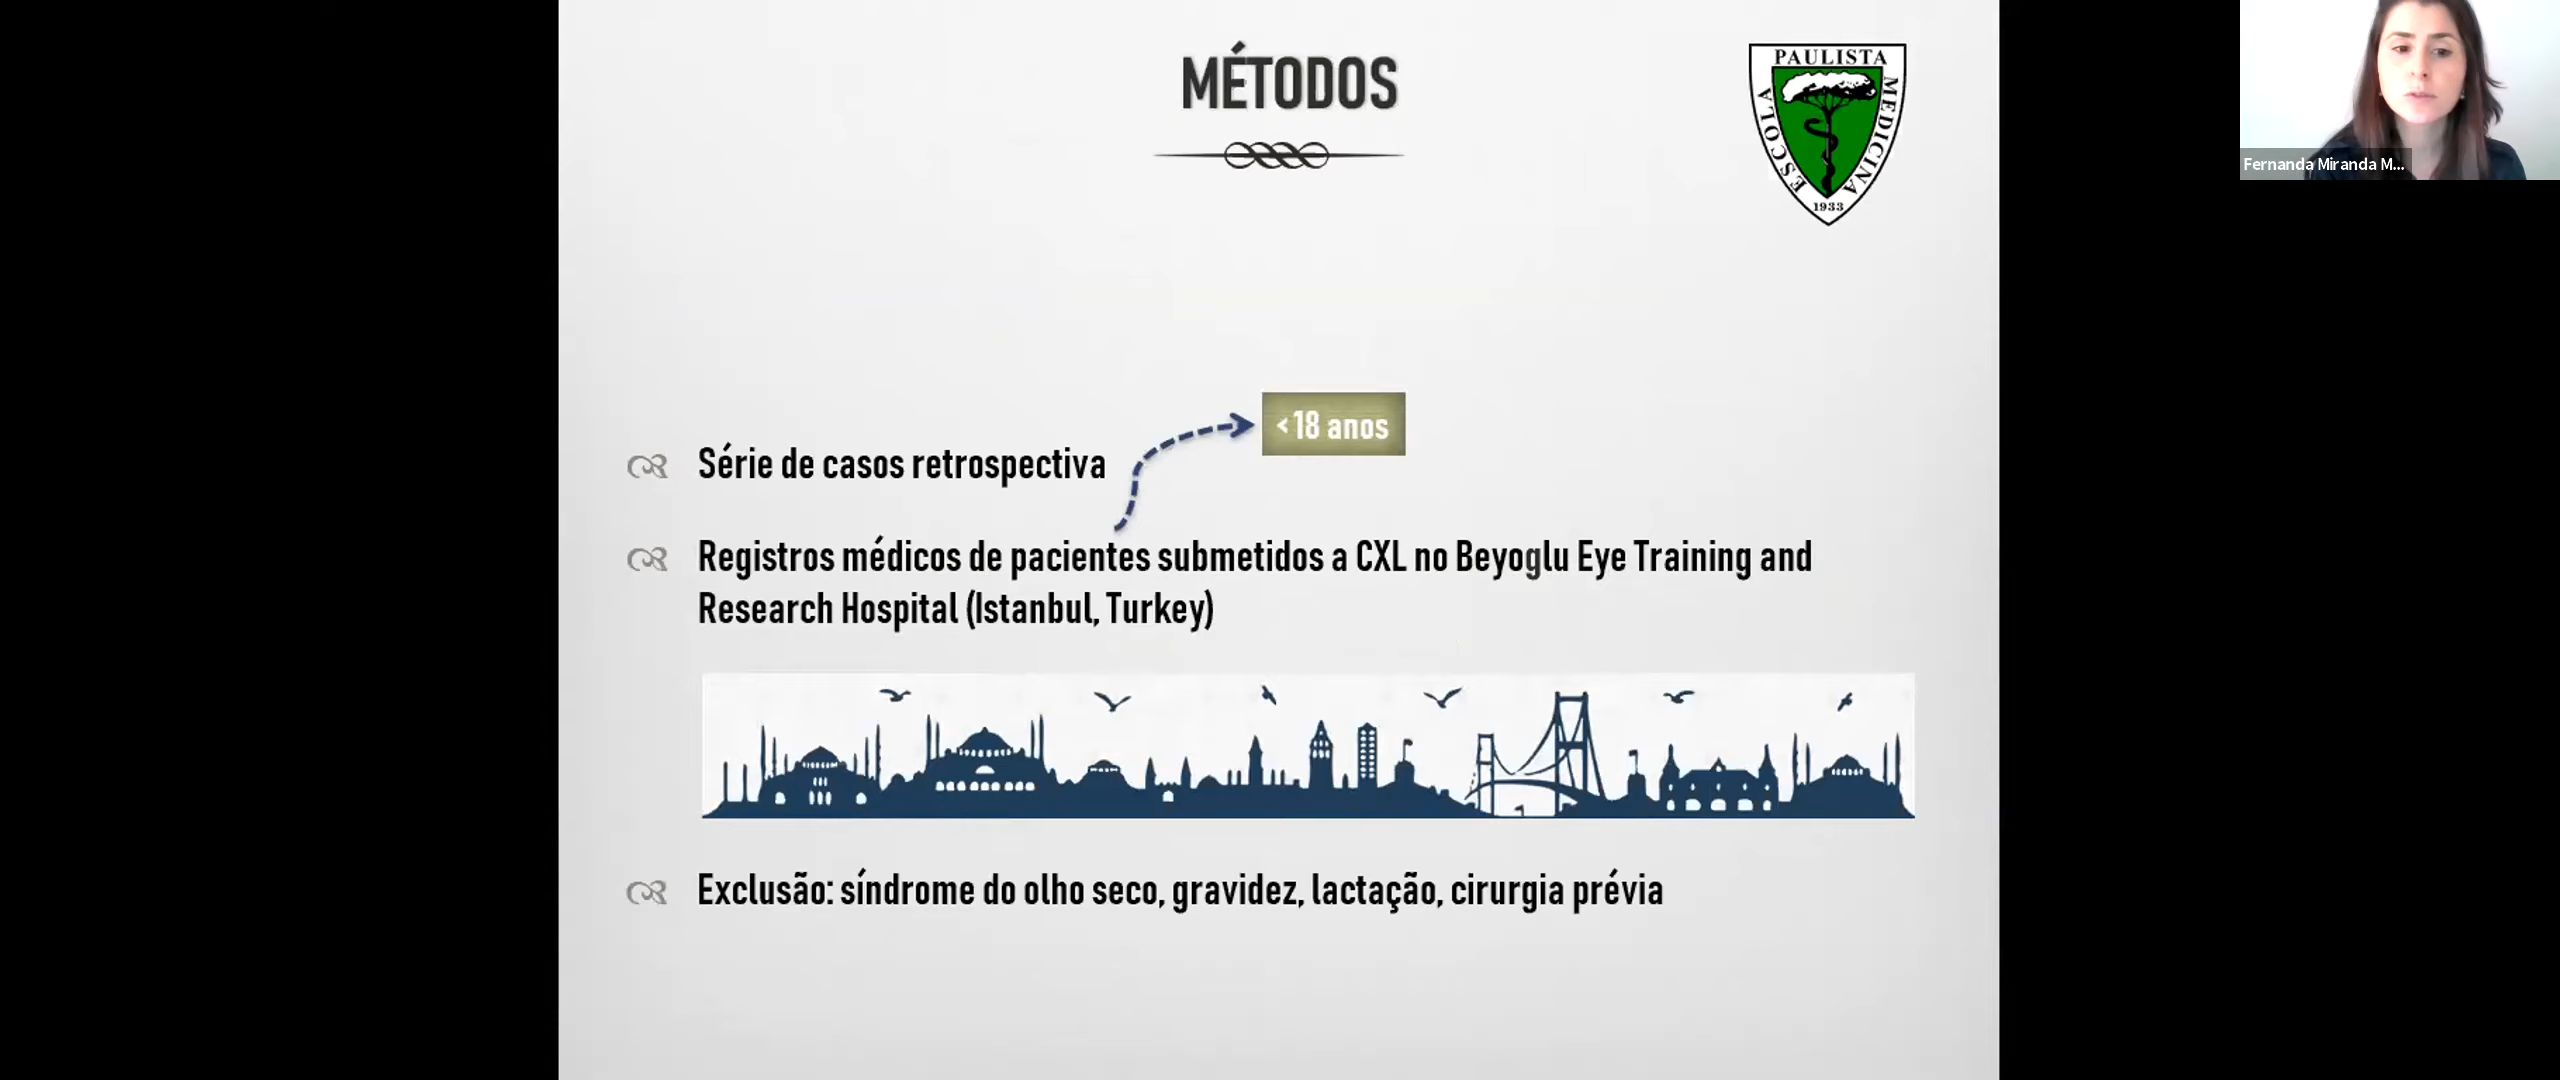 MÉTODOS
ESCOLA PAULISTA MEDICINA
1933
Fernanda Miranda M...
<18 anos
Série de casos retrospectiva
Registros médicos de pacientes submetidos a CXL no Beyoglu Eye Training and
Research Hospital (Istanbul, Turkey)
Exclusão: síndrome do olho seco, gravidez, lactação, cirurgia prévia